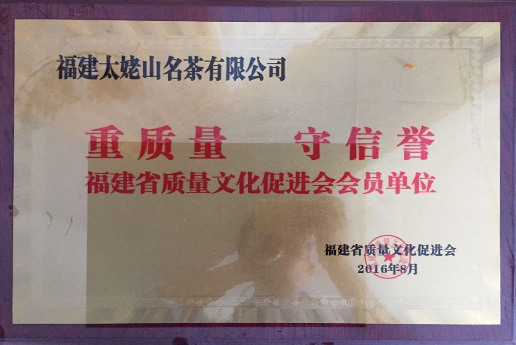 福建太姥山名茶有限公司
重质量 守信誉
福建省质量文化促进会会员单位
福建省质量文化促进会
2016年8月